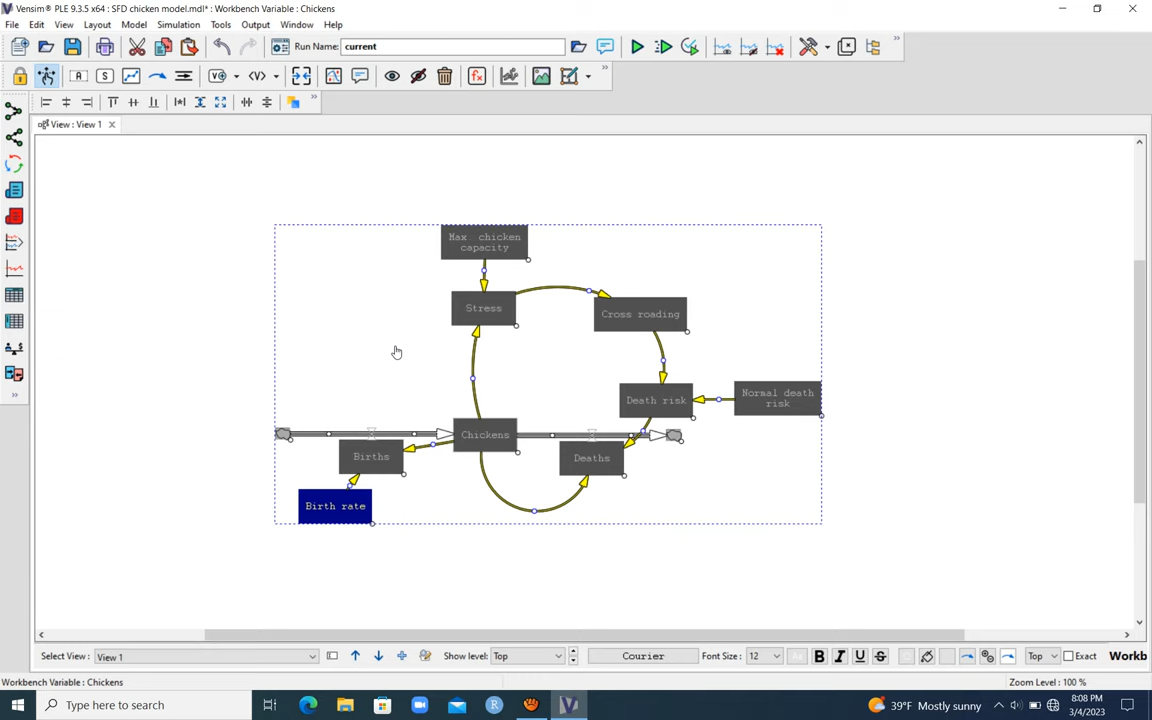 Vensim® PLE 9.3.5 x64 : SFD chicken model.mdl* : Workbench Variable : Chickens
File Edit View Layout Model Simulation Tools Output Window Help
Run Name: current
A S V <V> fx
View : View 1
Max chicken
capacity
Stress
Cross roading
Death risk
Normal death
risk
Chickens
Births
Deaths
Birth rate
Select View: View 1 Show level: Top Courier Font Size: 12 B I U S Top Exact Workb
Workbench Variable : Chickens Zoom Level : 100 %
Type here to search R 39°F Mostly sunny 8:08 PM
3/4/2023